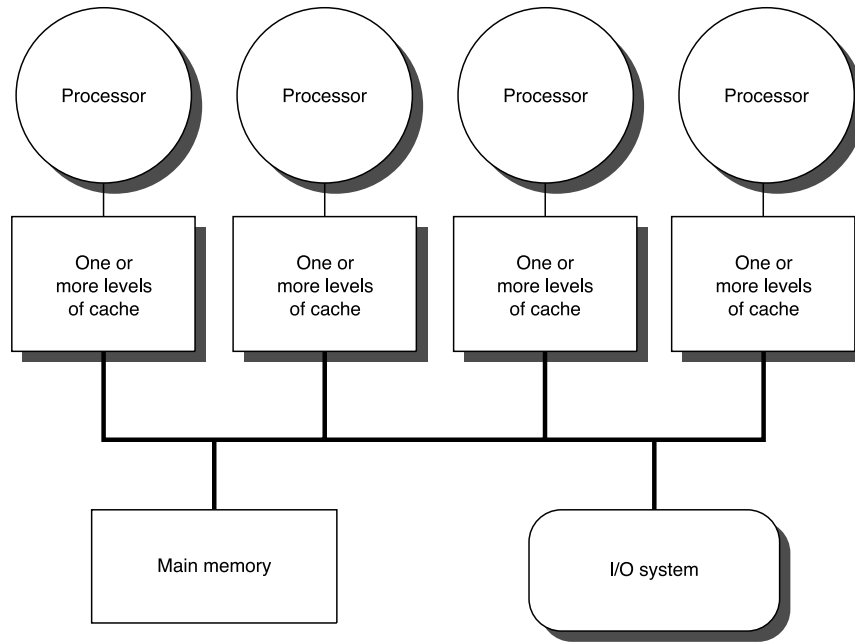 Processor
Processor
Processor
Processor
One or
more levels
of cache
One or
more levels
of cache
One or
more levels
of cache
One or
more levels
of cache
Main memory
I/O system